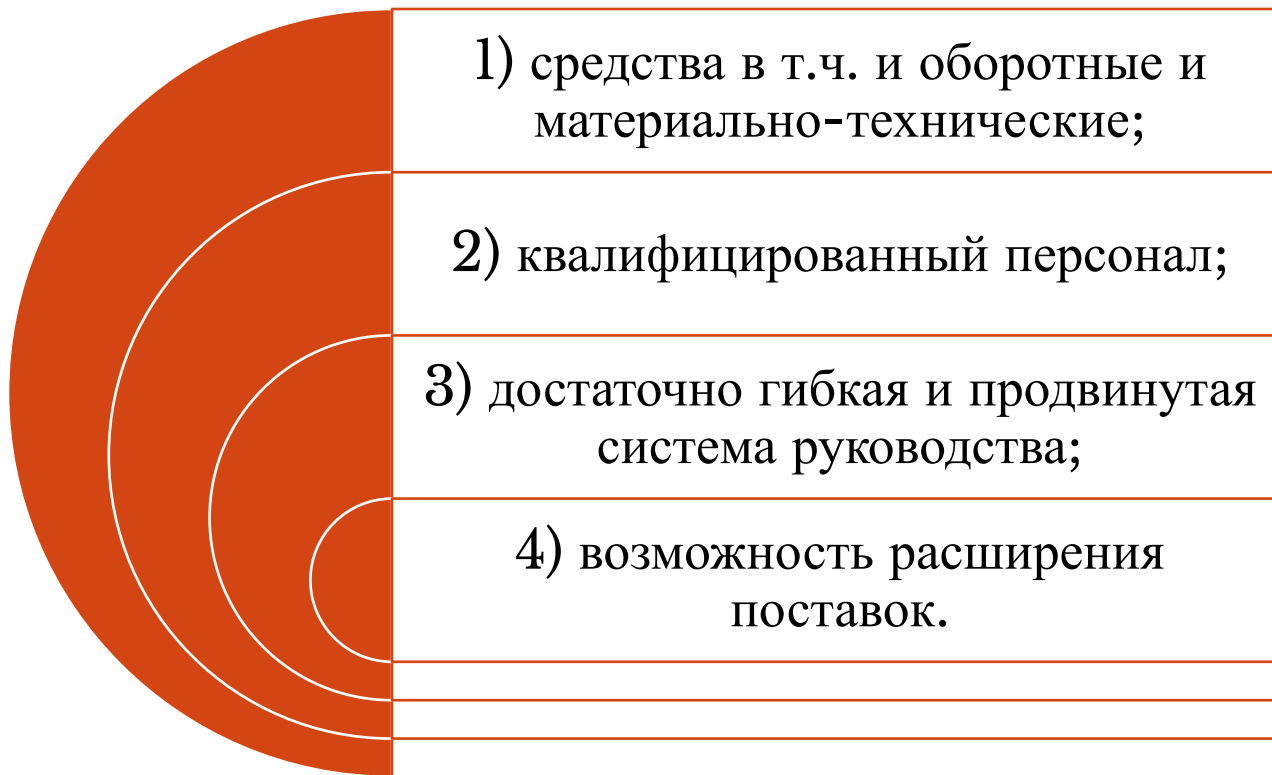 1) средства в т.ч. и оборотные и
материально-технические;
2) квалифицированный персонал;
3) достаточно гибкая и продвинутая
система руководства;
4) возможность расширения
поставок.